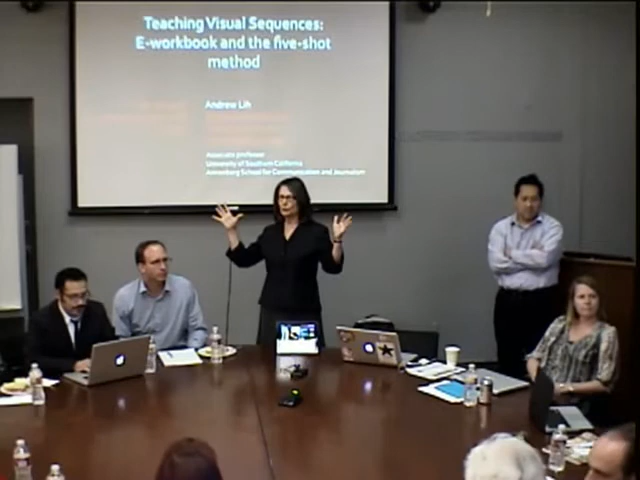 Teaching Visual Sequences:
E-workbook and the five-shot
method
Andrew Lih
Associate professor
University of Southern California
Annenberg School for Communication and Journalism